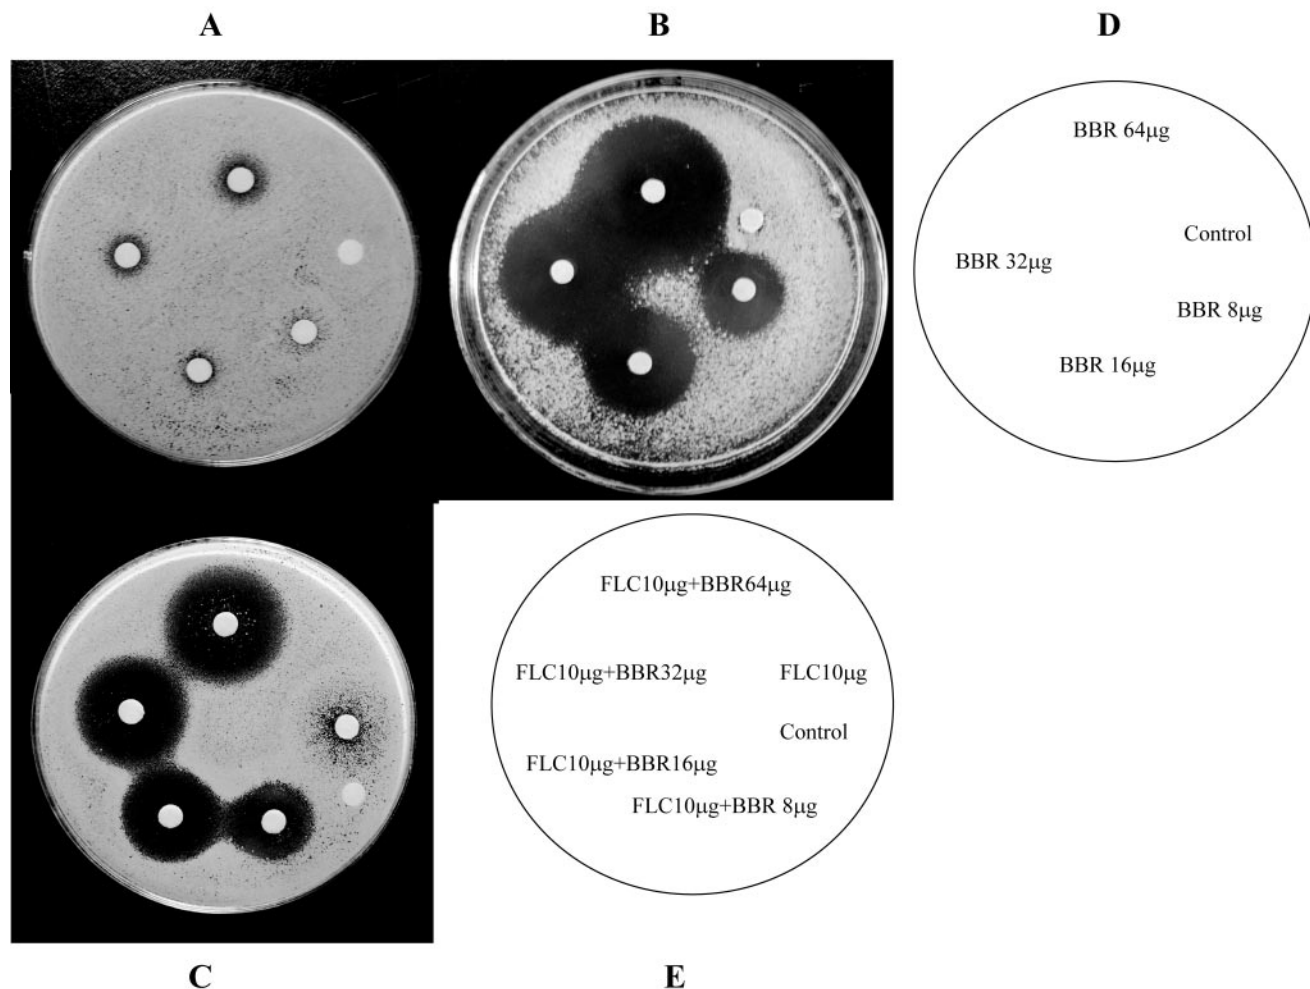 A
B
D
BBR 64μg
Control
BBR 32μg
BBR 8μg
BBR 16μg
FLC10μg+BBR64μg
FLC10μg+BBR32μg
FLC10μg
Control
FLC10μg+BBR16μg
FLC10μg+BBR 8μg
C
E